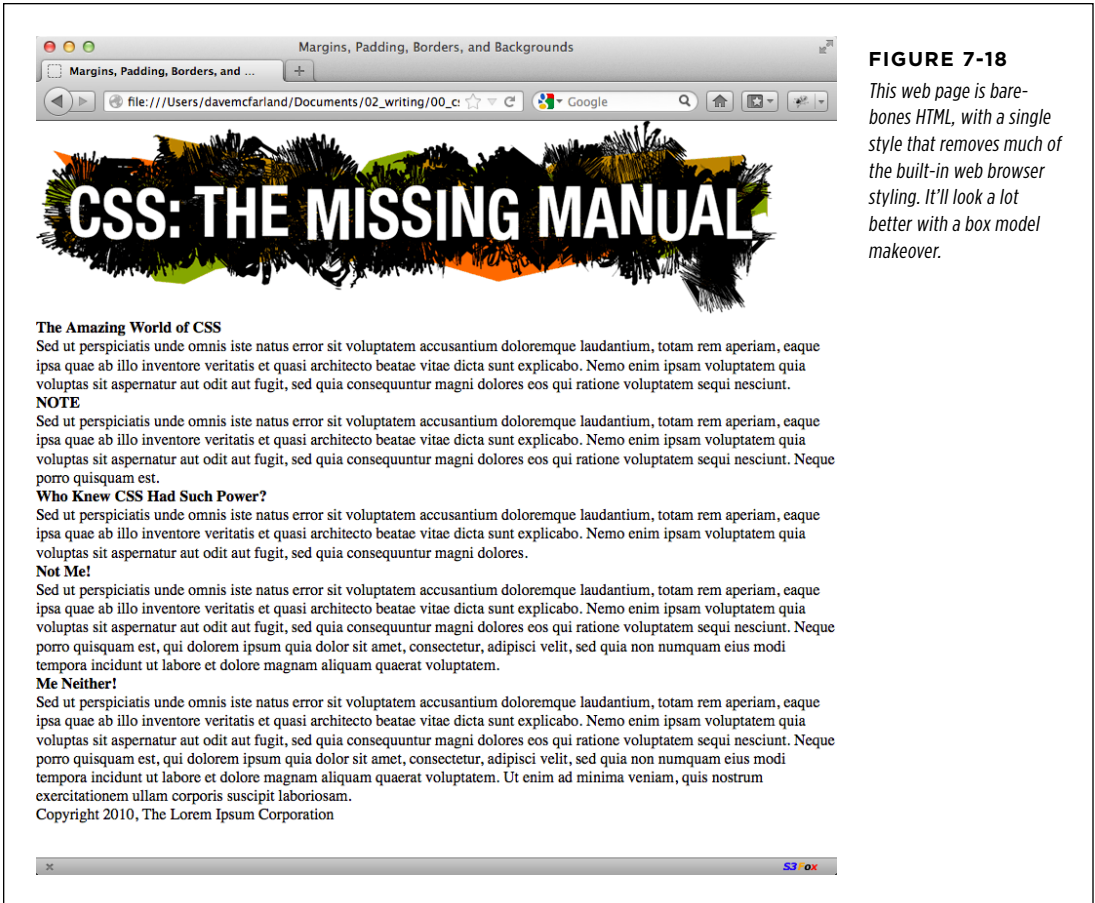 Margins, Padding, Borders, and Backgrounds
Margins, Padding, Borders, and ...
file:///Users/davemcfarland/Documents/02_writing/00_c
Google
CSS: THE MISSING MANUAL
The Amazing World of CSS
Sed ut perspiciatis unde omnis iste natus error sit voluptatem accusantium doloremque laudantium, totam rem aperiam, eaque
ipsa quae ab illo inventore veritatis et quasi architecto beatae vitae dicta sunt explicabo. Nemo enim ipsam voluptatem quia
voluptas sit aspernatur aut odit aut fugit, sed quia consequuntur magni dolores eos qui ratione voluptatem sequi nesciunt.
NOTE
Sed ut perspiciatis unde omnis iste natus error sit voluptatem accusantium doloremque laudantium, totam rem aperiam, eaque
ipsa quae ab illo inventore veritatis et quasi architecto beatae vitae dicta sunt explicabo. Nemo enim ipsam voluptatem quia
voluptas sit aspernatur aut odit aut fugit, sed quia consequuntur magni dolores eos qui ratione voluptatem sequi nesciunt. Neque
porro quisquam est.
Who Knew CSS Had Such Power?
Sed ut perspiciatis unde omnis iste natus error sit voluptatem accusantium doloremque laudantium, totam rem aperiam, eaque
ipsa quae ab illo inventore veritatis et quasi architecto beatae vitae dicta sunt explicabo. Nemo enim ipsam voluptatem quia
voluptas sit aspernatur aut odit aut fugit, sed quia consequuntur magni dolores.
Not Me!
Sed ut perspiciatis unde omnis iste natus error sit voluptatem accusantium doloremque laudantium, totam rem aperiam, eaque
ipsa quae ab illo inventore veritatis et quasi architecto beatae vitae dicta sunt explicabo. Nemo enim ipsam voluptatem quia
voluptas sit aspernatur aut odit aut fugit, sed quia consequuntur magni dolores eos qui ratione voluptatem sequi nesciunt. Neque
porro quisquam est, qui dolorem ipsum quia dolor sit amet, consectetur, adipisci velit, sed quia non numquam eius modi
tempora incidunt ut labore et dolore magnam aliquam quaerat voluptatem.
Me Neither!
Sed ut perspiciatis unde omnis iste natus error sit voluptatem accusantium doloremque laudantium, totam rem aperiam, eaque
ipsa quae ab illo inventore veritatis et quasi architecto beatae vitae dicta sunt explicabo. Nemo enim ipsam voluptatem quia
voluptas sit aspernatur aut odit aut fugit, sed quia consequuntur magni dolores eos qui ratione voluptatem sequi nesciunt. Neque
porro quisquam est, qui dolorem ipsum quia dolor sit amet, consectetur, adipisci velit, sed quia non numquam eius modi
tempora incidunt ut labore et dolore magnam aliquam quaerat voluptatem. Ut enim ad minima veniam, quis nostrum
exercitationem ullam corporis suscipit laboriosam.
Copyright 2010, The Lorem Ipsum Corporation
S3Fox
FIGURE 7-18
This web page is bare-
bones HTML, with a single
style that removes much of
the built-in web browser
styling. It'll look a lot
better with a box model
makeover.